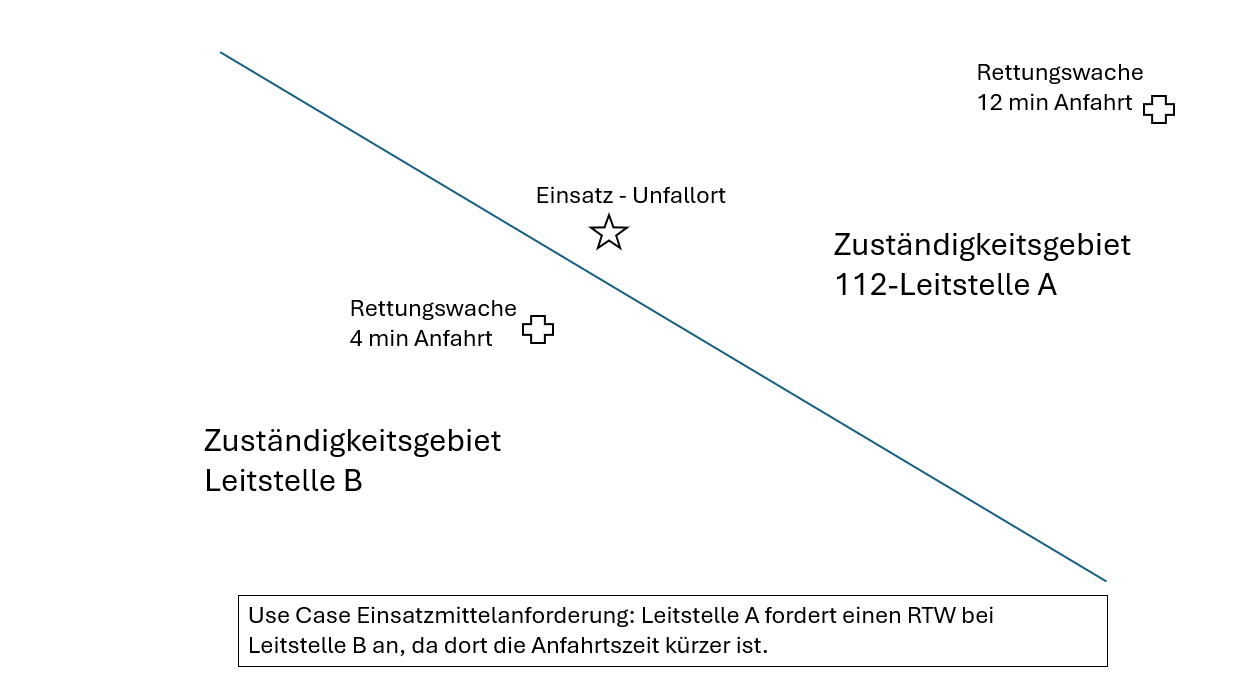 Rettungswache
12 min Anfahrt
Einsatz - Unfallort
Zuständigkeitsgebiet
112-Leitstelle A
Rettungswache
4 min Anfahrt
Zuständigkeitsgebiet
Leitstelle B
Use Case Einsatzmittelanforderung: Leitstelle A fordert einen RTW bei
Leitstelle B an, da dort die Anfahrtszeit kürzer ist.